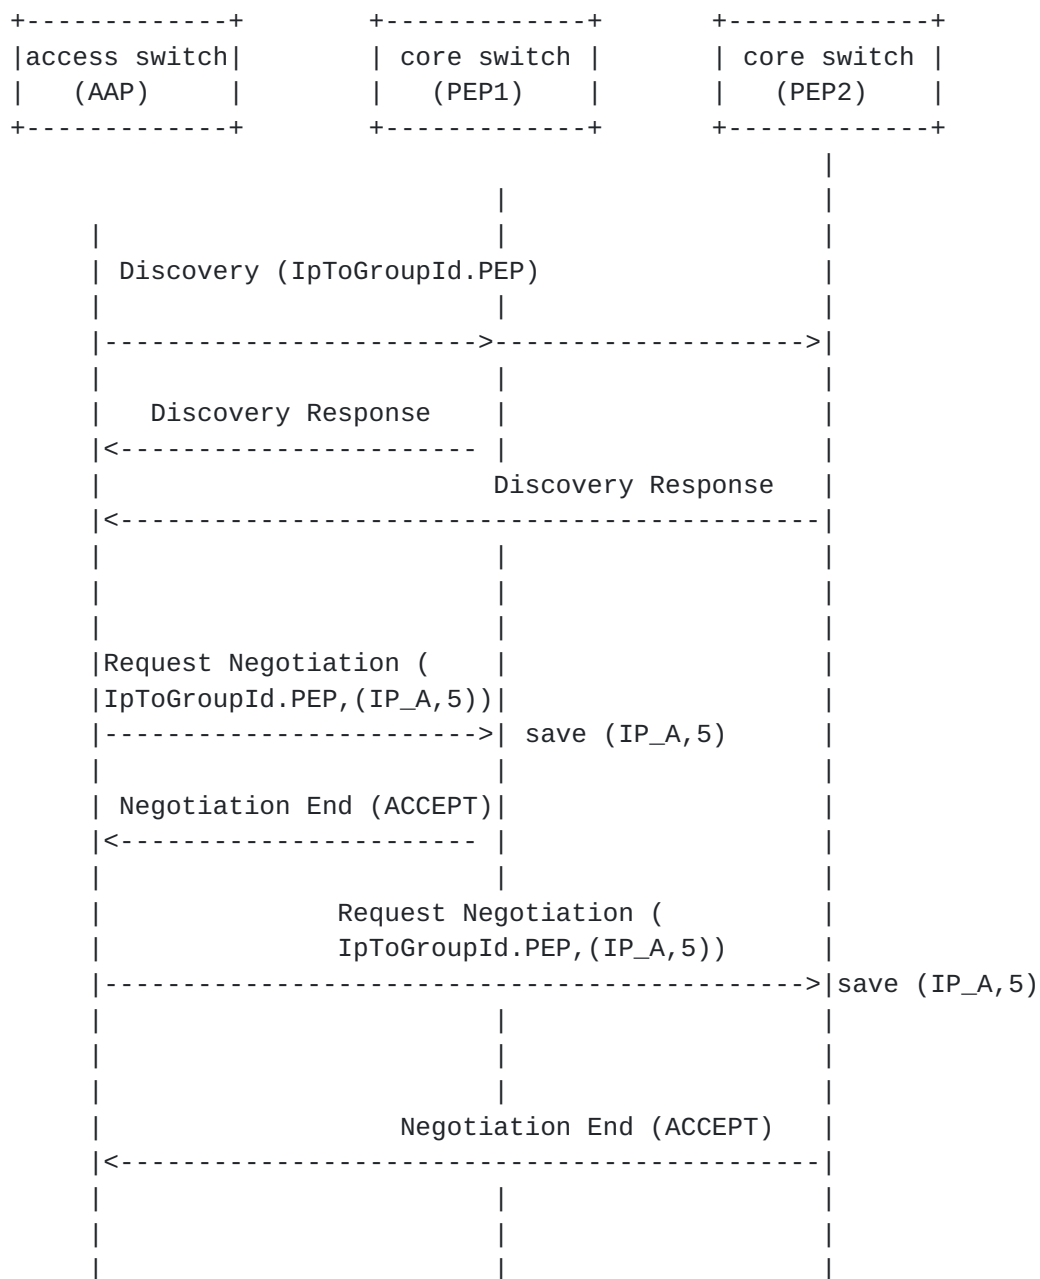 access switch core switch core switch
(AAP) (PEP1) (PEP2)
Discovery (IpToGroupId.PEP)
Discovery Response
Discovery Response
Request Negotiation (
IpToGroupId.PEP,(IP_A,5))
save (IP_A,5)
Negotiation End (ACCEPT)
Request Negotiation (
IpToGroupId.PEP,(IP_A,5))
save (IP_A,5)
Negotiation End (ACCEPT)